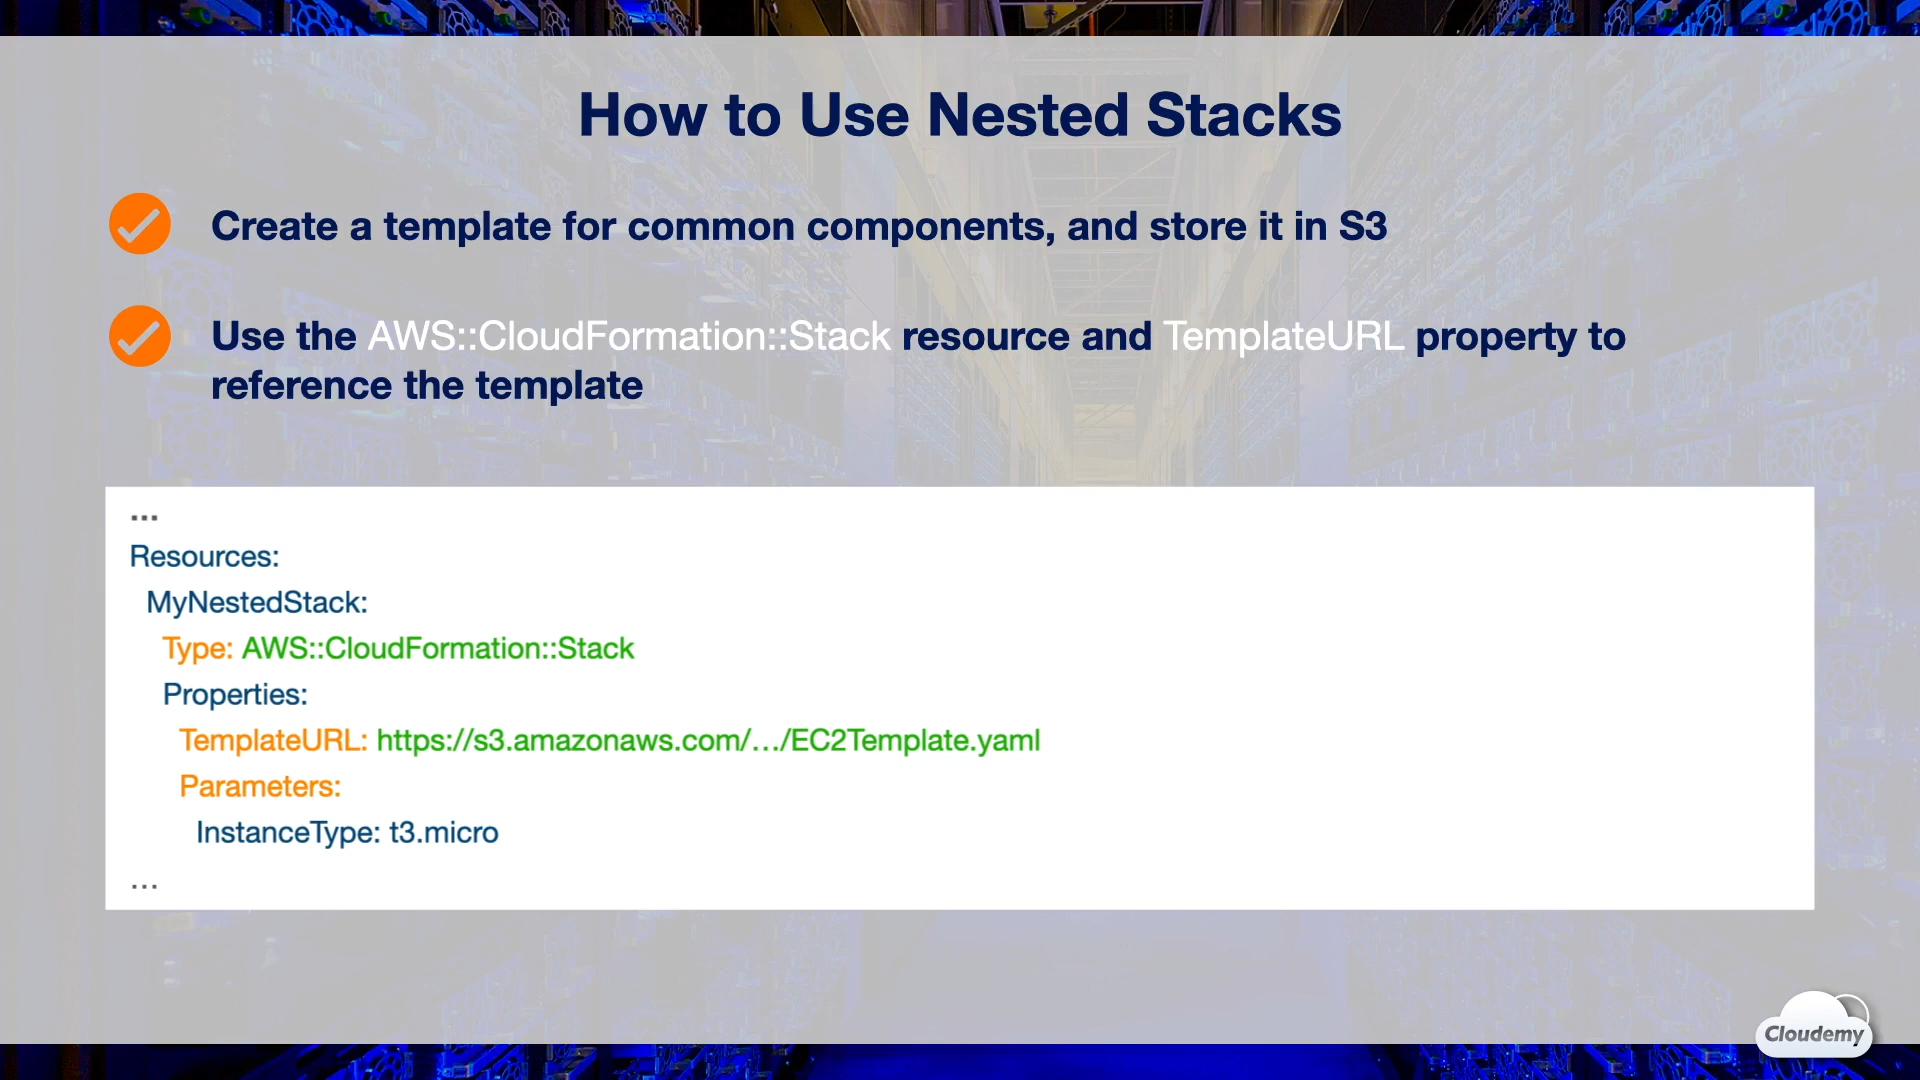 How to Use Nested Stacks
Create a template for common components, and store it in S3
Use the AWS::CloudFormation::Stack resource and TemplateURL property to
reference the template
...
Resources:
MyNestedStack:
Type: AWS::CloudFormation::Stack
Properties:
TemplateURL: https://s3.amazonaws.com/…/EC2Template.yaml
Parameters:
InstanceType: t3.micro
...
Cloudemy